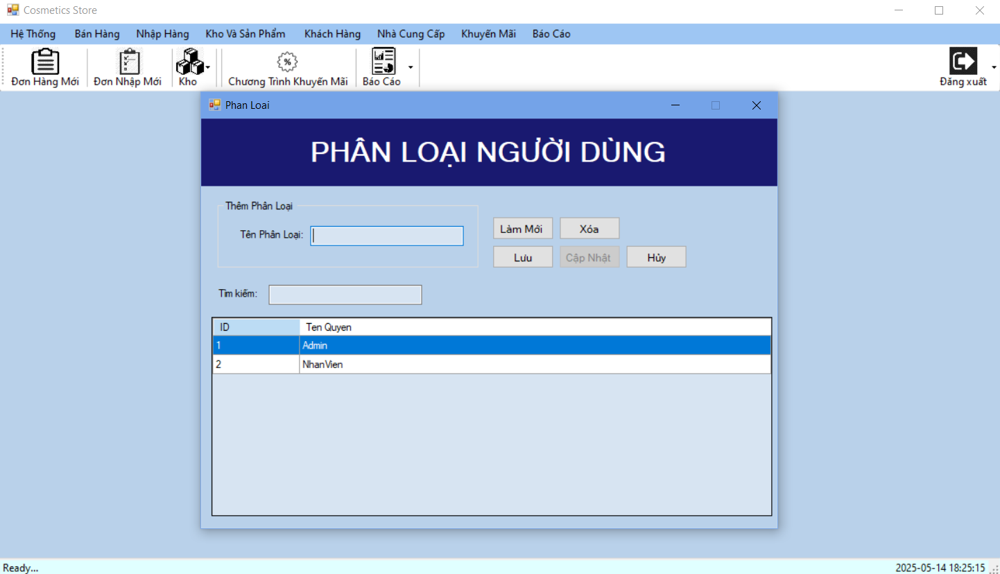 Cosmetics Store
Hệ Thống Bán Hàng Nhập Hàng Kho Và Sản Phẩm Khách Hàng Nhà Cung Cấp Khuyến Mãi Báo Cáo
%
Đơn Hàng Mới Đơn Nhập Mới Kho Chương Trình Khuyến Mãi Báo Cáo Đăng xuất
Phan Loai
PHÂN LOẠI NGƯỜI DÙNG
Thêm Phân Loại
Tên Phân Loại:
Làm Mới Xóa
Lưu Cập Nhật Hủy
Tìm kiếm:
ID Ten Quyen
1 Admin
2 NhanVien
Ready... 2025-05-14 18:25:15